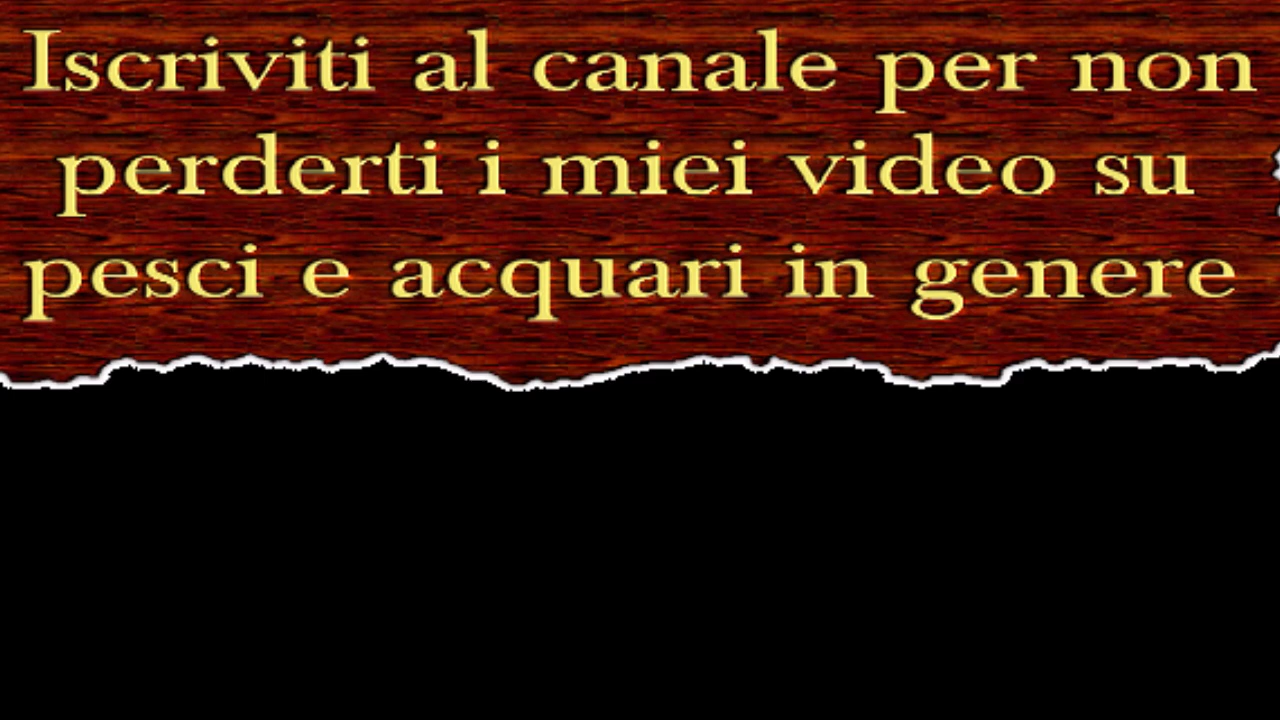 Iscriviti al canale per non
perderti i miei video su
pesci e acquari in genere